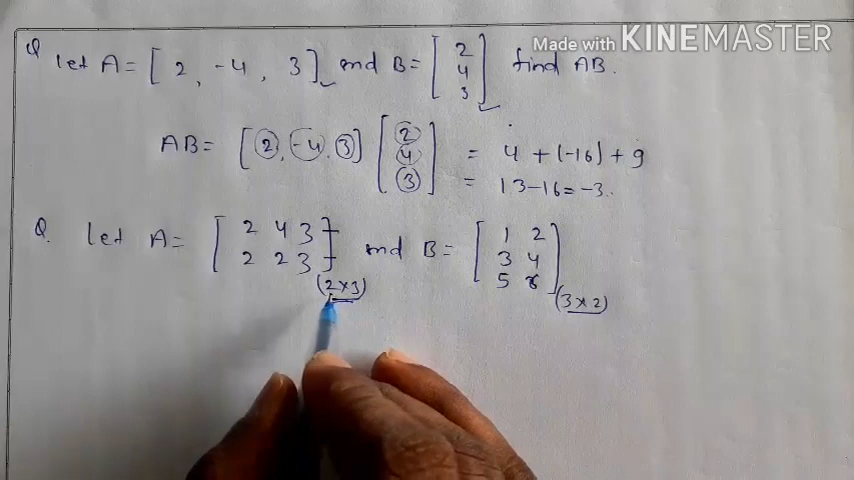 Made with KINEMASTER
Q let A = [ 2, -4, 3 ] and B = [ 2 4 3 ] find AB.
AB = [ 2, -4, 3 ] [ 2 4 3 ] = 4 + (-16) + 9
= 13-16 = -3.
Q. let A = [ 2 4 3 and B = [ 1 2
2 2 3 ] 3 4
5 6 ]
(2×3) (3×2)